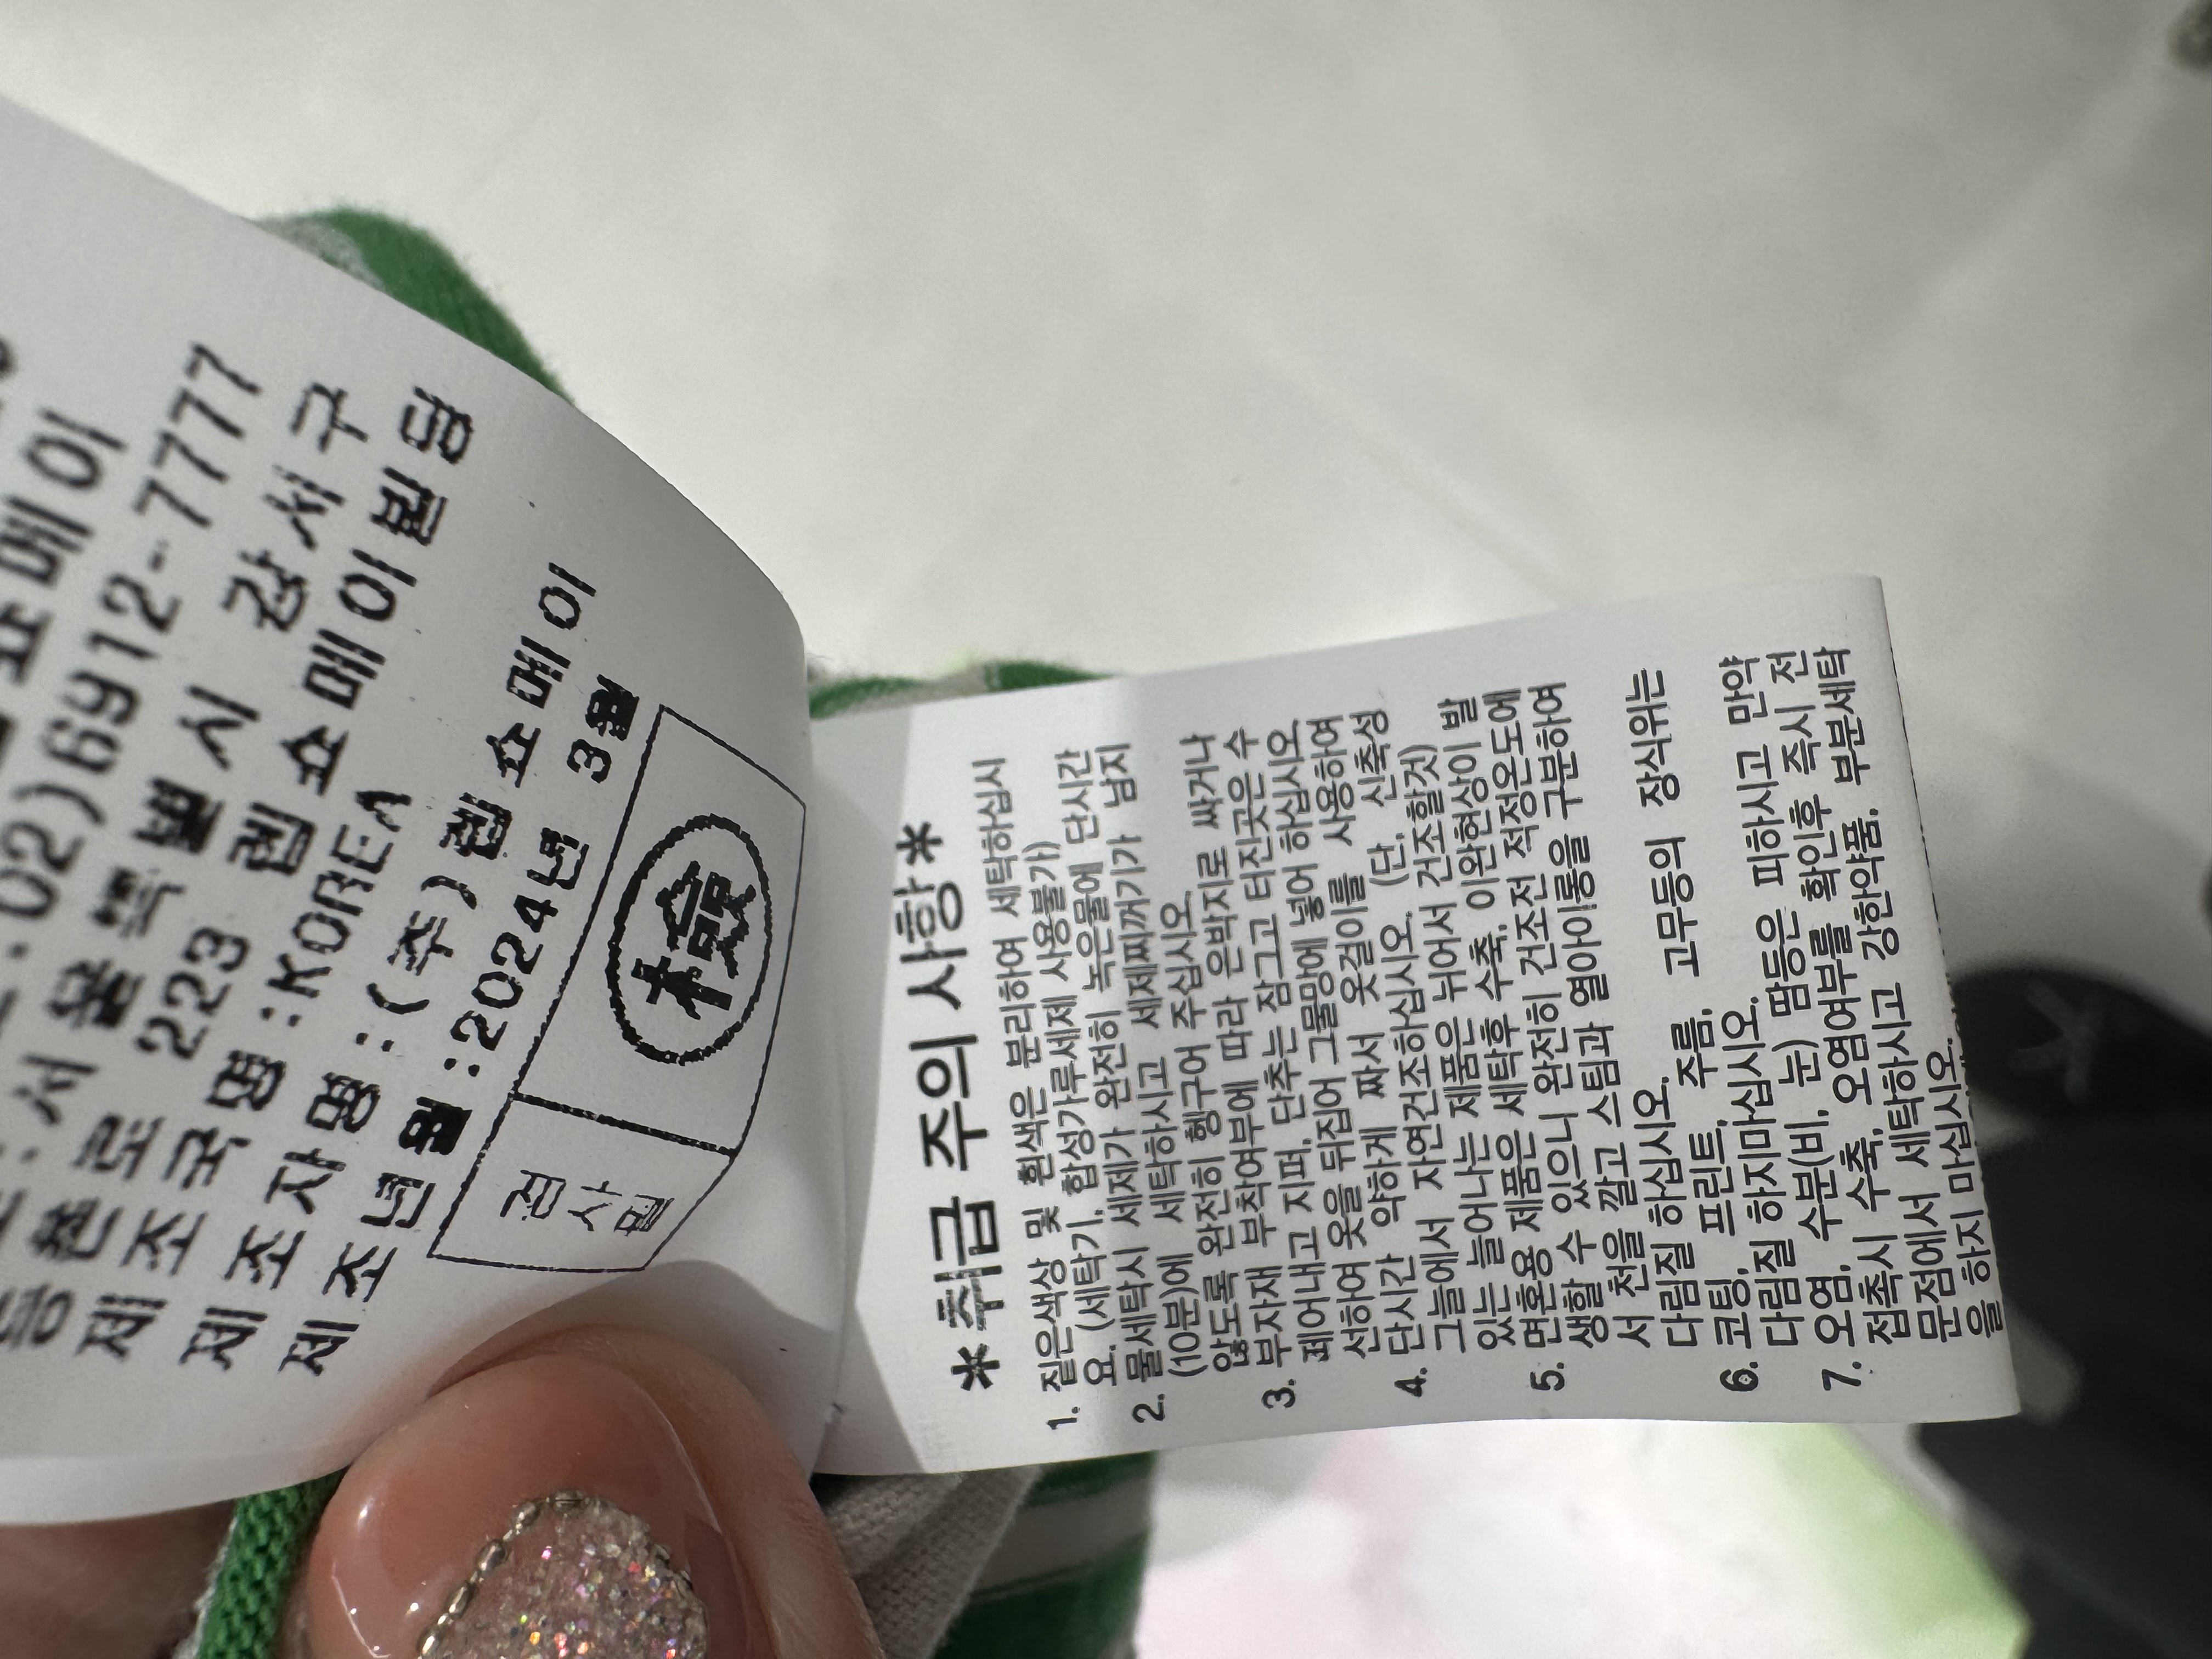 쇼메이
02)6912-7777
서울특별시 강서구
등촌로 223 웹쇼메이빌딩
제조국명 :KOREA
제조자명 :(주)웹쇼메이
제조년월 :2024년 3월
검사필
檢
*취급 주의 사항*
1. 짙은색상 및 흰색은 분리하여 세탁하십시
요. (세탁기, 합성가루세제 사용불가)
2. 물세탁시 세제가 완전히 녹은물에 단시간
(10분)에 세탁하시고 세제찌꺼기가 남지
않도록 완전히 헹구어 주십시오.
3. 부자재 부착여부에 따라 은박지로 싸거나
떼어내고 지퍼, 단추는 잠그고 터진곳은 수
선하여 옷을 뒤집어 그물망에 넣어 하십시오.
4. 단시간 약하게 짜서 옷걸이를 사용하여
그늘에서 자연건조하십시오. (단, 신축성
있는 늘어나는 제품은 뉘어서 건조할것)
5. 면혼용 제품은 세탁후 수축, 이완현상이 발
생할 수 있으니 완전히 건조전 적정온도에
서 천을 깔고 스팀과 열아이롱을 구분하여
다림질 하십시오.
6. 코팅, 프린트, 주름, 고무등의 장식위는
다림질 하지마십시오.
7. 오염, 수분(비, 눈) 땀등은 피하시고 만약
접촉시 수축, 오염여부를 확인후 즉시 전
문점에서 세탁하시고 강한약품, 부분세탁
을 하지 마십시오.